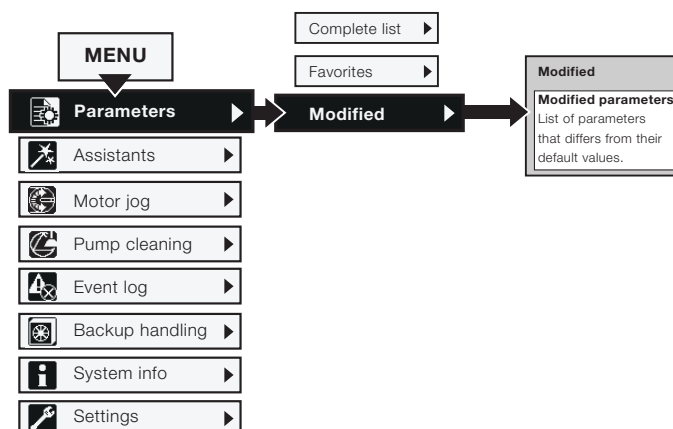 MENU
Parameters
Assistants
Motor jog
Pump cleaning
Event log
Backup handling
System info
Settings
Complete list
Favorites
Modified
Modified
Modified parameters
List of parameters
that differs from their
default values.